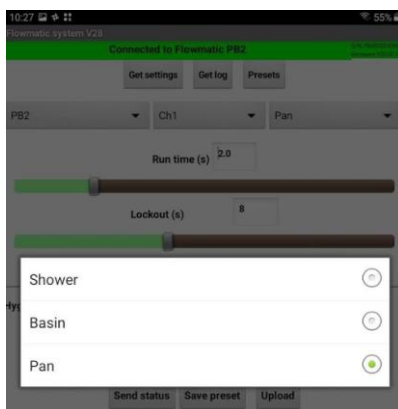 10:27 55%
Flowmatic system V28
Connected to Flowmatic PB2
Get settings Get log Presets
PB2 Ch1 Pan
Run time (s) 2.0
Lockout (s) 8
Shower
Basin
Pan
Send status Save preset Upload